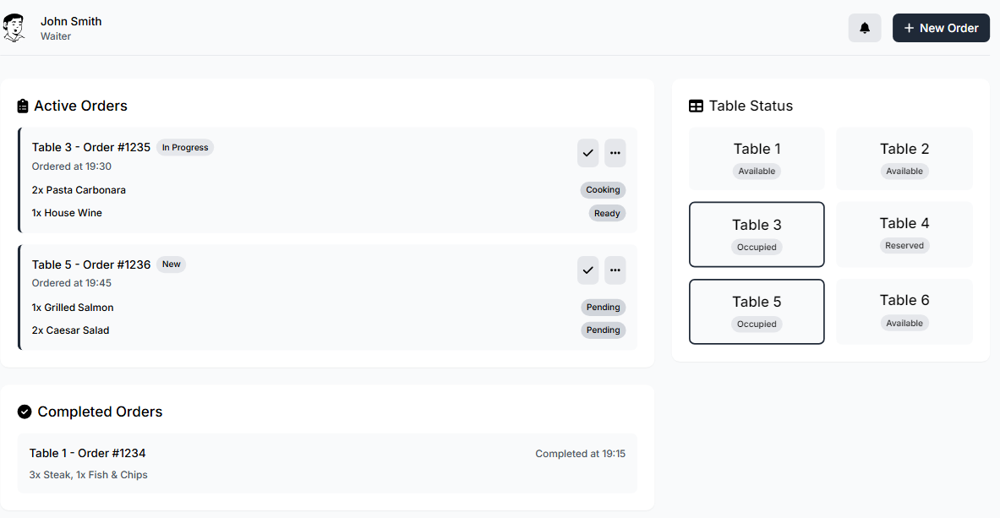 John Smith
Waiter
+ New Order
Active Orders
Table 3 - Order #1235 In Progress
Ordered at 19:30
2x Pasta Carbonara Cooking
1x House Wine Ready
Table 5 - Order #1236 New
Ordered at 19:45
1x Grilled Salmon Pending
2x Caesar Salad Pending
Completed Orders
Table 1 - Order #1234 Completed at 19:15
3x Steak, 1x Fish & Chips
Table Status
Table 1 Table 2
Available Available
Table 3 Table 4
Occupied Reserved
Table 5 Table 6
Occupied Available